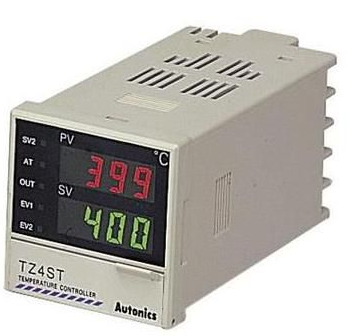 PV
SV2
°C
AT
399
OUT
SV
EV1
400
EV2
TZ4ST
TEMPERATURE CONTROLLER
Autonics